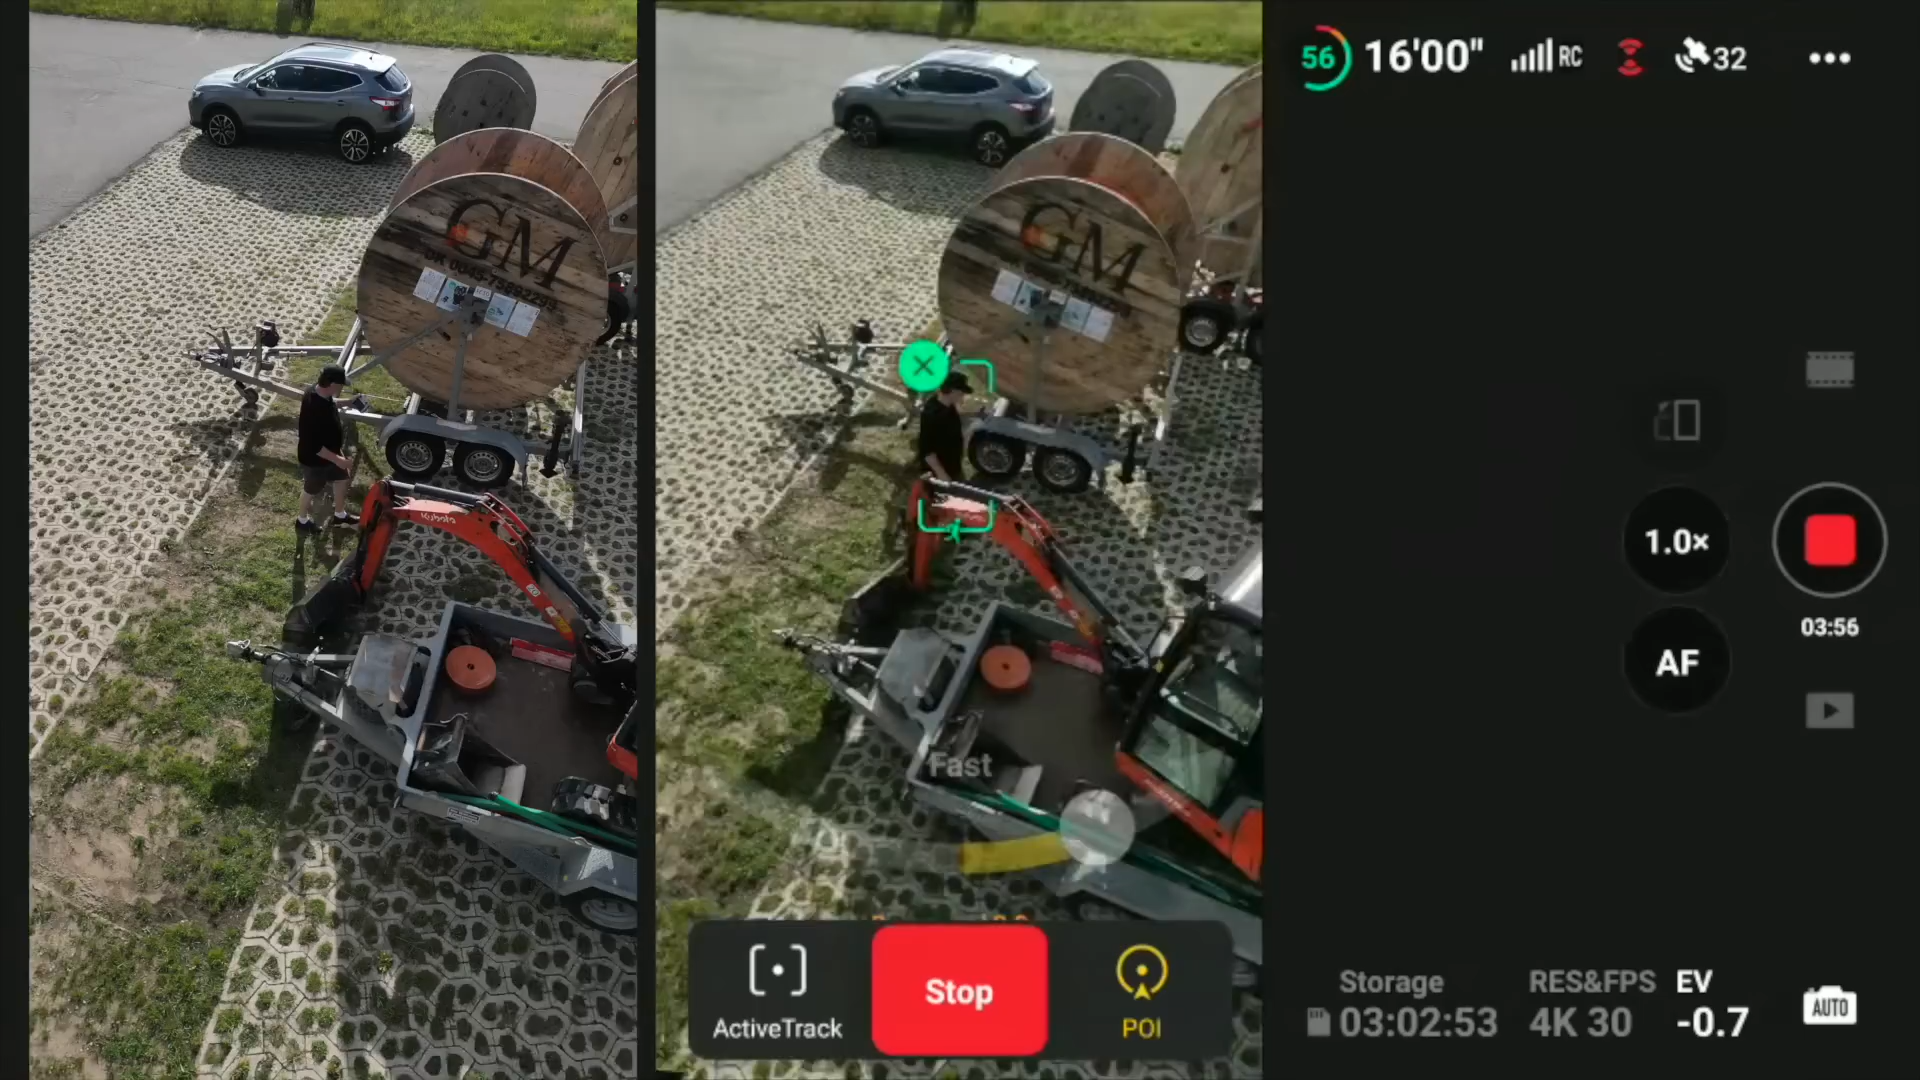 GM
Kubota
GM
56
16'00"
RC
32
1.0×
03:56
AF
Fast
ActiveTrack
Stop
POI
Storage
03:02:53
RES&FPS
4K 30
EV
-0.7
AUTO